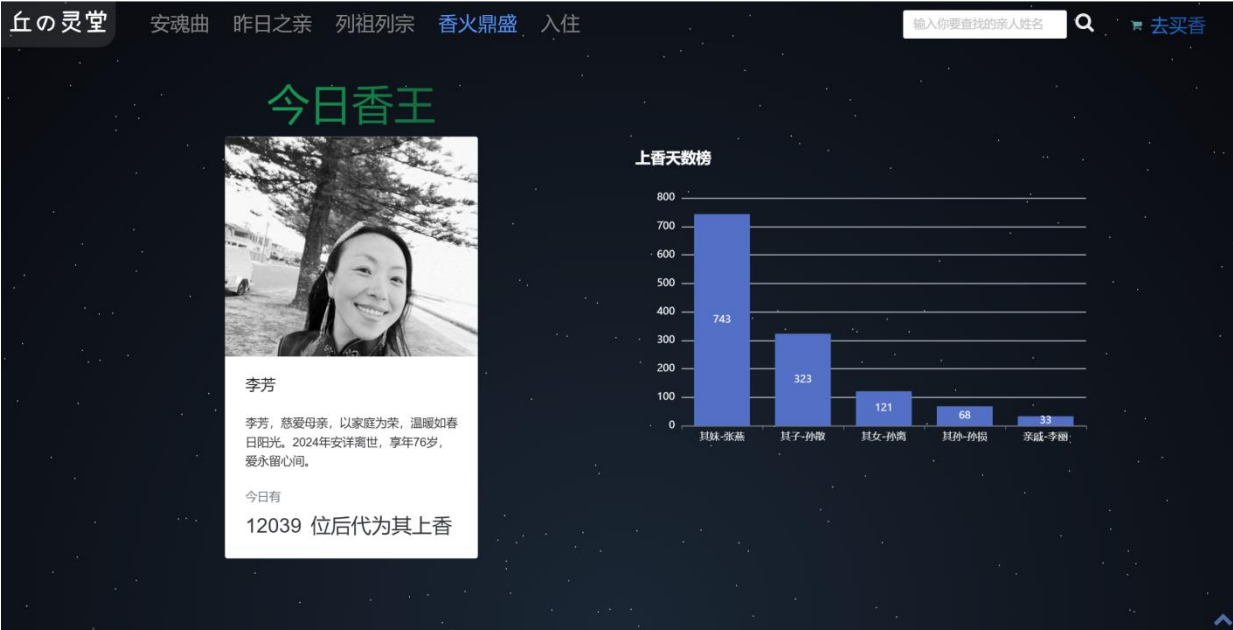 丘の灵堂 安魂曲 昨日之亲 列祖列宗 香火鼎盛 入住 输入你要查找的亲人姓名 去买香
今日香王
李芳
李芳，慈爱母亲，以家庭为荣，温暖如春
日阳光。2024年安详离世，享年76岁，
爱永留心间。
今日有
12039 位后代为其上香
上香天数榜
800
700
600
500
400
300
200
100
0
743
323
121
68
33
其妹-张燕 其子-孙散 其女-孙离 其孙-孙损 亲戚-李丽